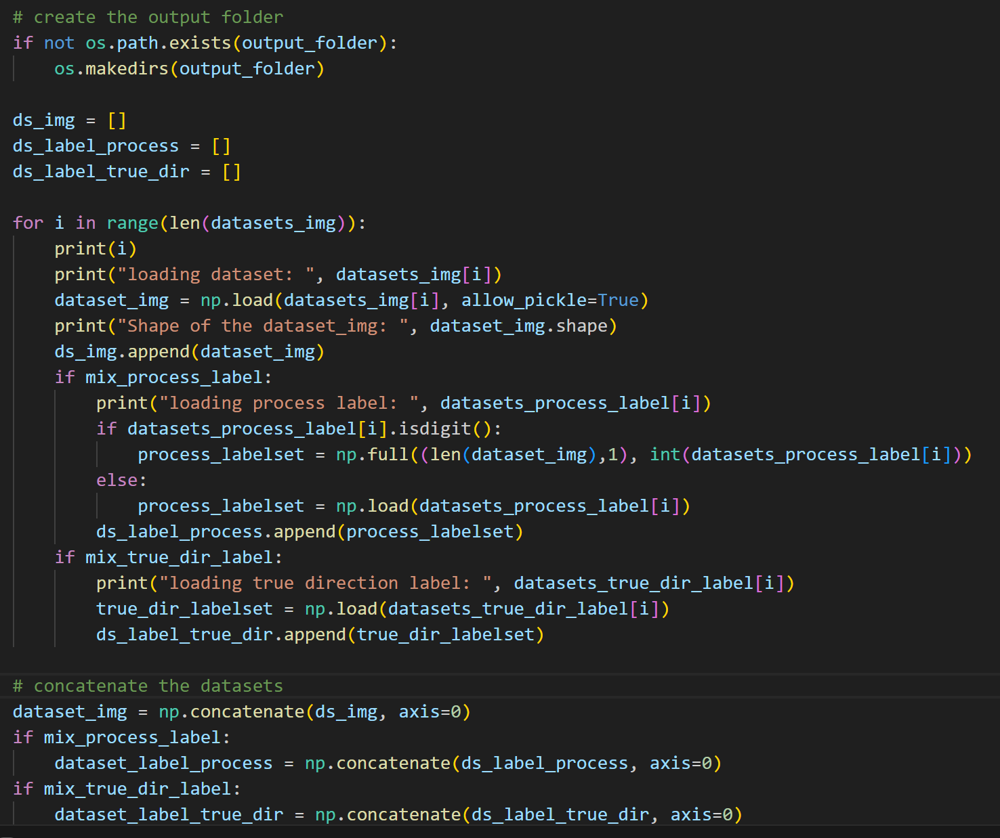 # create the output folder
if not os.path.exists(output_folder):
    os.makedirs(output_folder)

ds_img = []
ds_label_process = []
ds_label_true_dir = []

for i in range(len(datasets_img)):
    print(i)
    print("loading dataset: ", datasets_img[i])
    dataset_img = np.load(datasets_img[i], allow_pickle=True)
    print("Shape of the dataset_img: ", dataset_img.shape)
    ds_img.append(dataset_img)
    if mix_process_label:
        print("loading process label: ", datasets_process_label[i])
        if datasets_process_label[i].isdigit():
            process_labelset = np.full((len(dataset_img),1), int(datasets_process_label[i]))
        else:
            process_labelset = np.load(datasets_process_label[i])
        ds_label_process.append(process_labelset)
    if mix_true_dir_label:
        print("loading true direction label: ", datasets_true_dir_label[i])
        true_dir_labelset = np.load(datasets_true_dir_label[i])
        ds_label_true_dir.append(true_dir_labelset)

# concatenate the datasets
dataset_img = np.concatenate(ds_img, axis=0)
if mix_process_label:
    dataset_label_process = np.concatenate(ds_label_process, axis=0)
if mix_true_dir_label:
    dataset_label_true_dir = np.concatenate(ds_label_true_dir, axis=0)